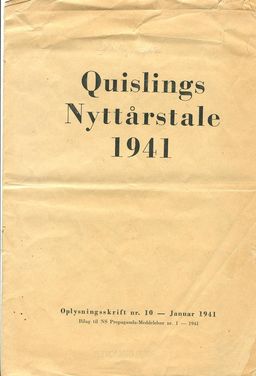 Quislings
Nyttårstale
1941
Oplysningsskrift nr. 10 — Januar 1941
Bilag til NS Propaganda-Meddelelser nr. 1 — 1941